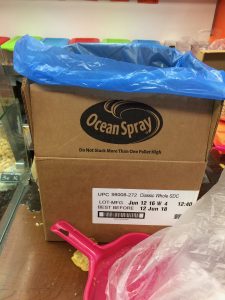 Ocean Spray
Do Not Stack More Than One Pallet High
UPC 99008-272 Classic Whole SDC
LOT-MFG Jun 12 16 W 4 12:40
BEST BEFORE 12 Jun 18